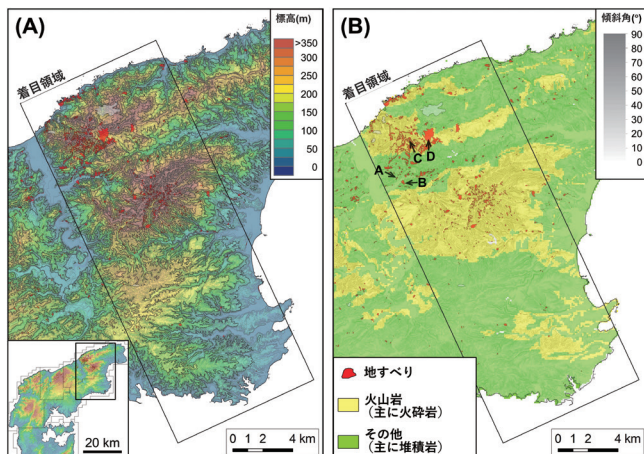 (A)
標高(m)
>350
300
250
200
150
100
50
0
着目領域
20 km
0 1 2 4 km
(B)
傾斜角(°)
90
80
70
60
50
40
30
20
10
0
着目領域
A
B
C
D
地すべり
火山岩
(主に火砕岩)
その他
(主に堆積岩)
0 1 2 4 km